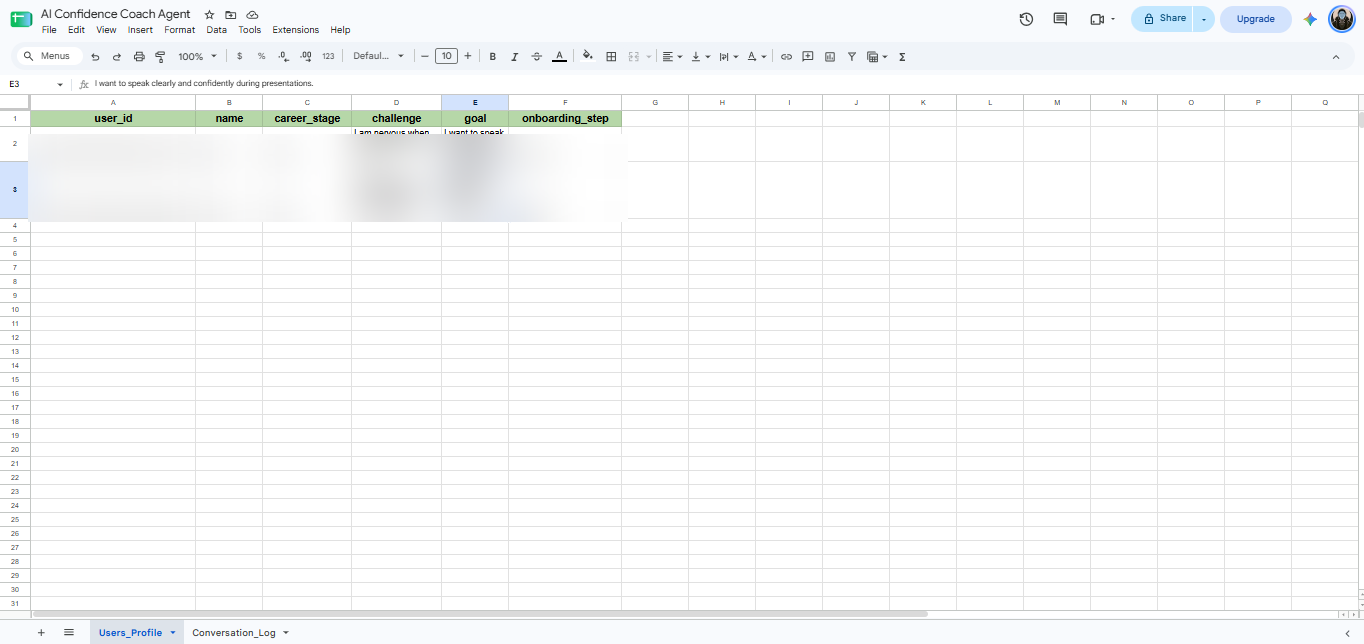 AI Confidence Coach Agent
File Edit View Insert Format Data Tools Extensions Help
Share
Upgrade
Menus
100%
$ % .0 .00 123
Defaul...
10
B I A
E3
fx I want to speak clearly and confidently during presentations.
A B C D E F G H I J K L M N O P Q
1 user_id name career_stage challenge goal onboarding_step
I am nervous when I want to speak
2
3
4
5
6
7
8
9
10
11
12
13
14
15
16
17
18
19
20
21
22
23
24
25
26
27
28
29
30
31
Users_Profile Conversation_Log